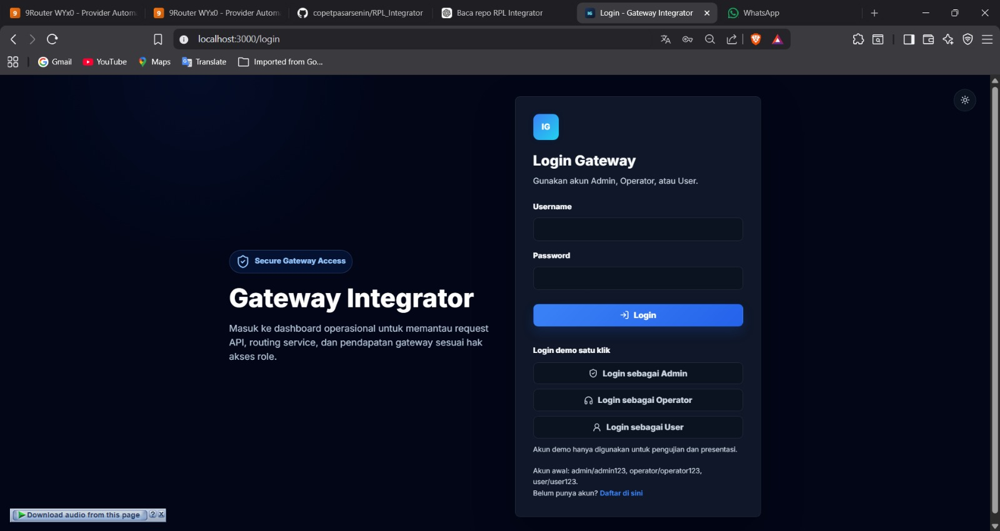 9Router WYx0 - Provider Autom
9Router WYx0 - Provider Autom
copetpasarsenin/RPL_Integrator
Baca repo RPL Integrator
Login - Gateway Integrator
WhatsApp
localhost:3000/login
Gmail
YouTube
Maps
Translate
Imported from Go...
IG
Login Gateway
Gunakan akun Admin, Operator, atau User.
Username
Password
Login
Login demo satu klik
Login sebagai Admin
Login sebagai Operator
Login sebagai User
Akun demo hanya digunakan untuk pengujian dan presentasi.
Akun awal: admin/admin123, operator/operator123,
user/user123.
Belum punya akun? Daftar di sini
Secure Gateway Access
Gateway Integrator
Masuk ke dashboard operasional untuk memantau request
API, routing service, dan pendapatan gateway sesuai hak
akses role.
Download audio from this page